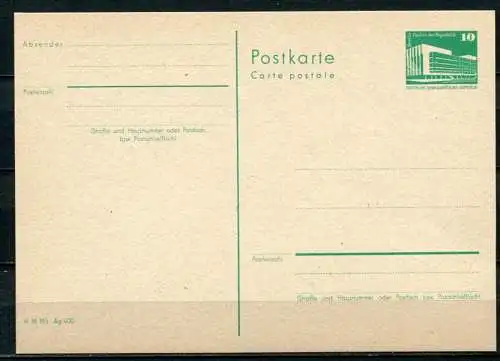 Absender
Postleitzahl
Straße und Hausnummer oder Postfach
bzw. Postschließfach
Postkarte
Carte postale
10
Berlin Palast der Republik
DEUTSCHE DEMOKRATISCHE REPUBLIK
Postleitzahl
Straße und Hausnummer oder Postfach bzw. Postschließfach